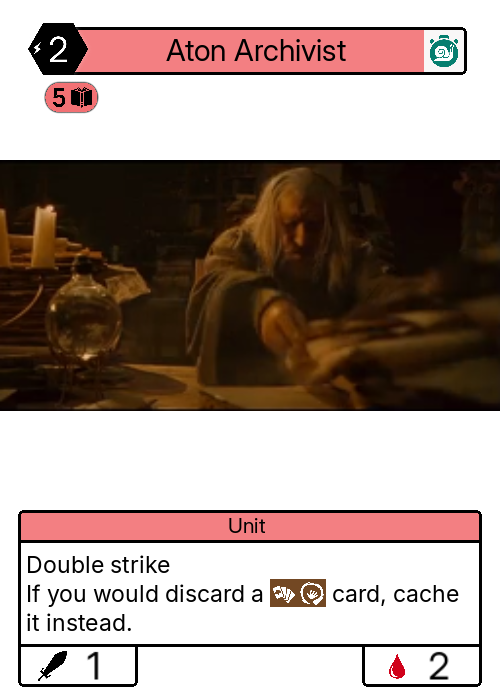 2
Aton Archivist
5
Unit
Double strike
If you would discard a card, cache
it instead.
1
2